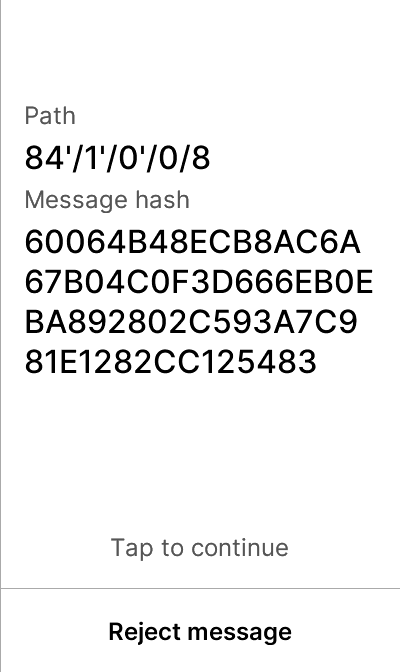 Path
84'/1'/0'/0/8
Message hash
60064B48ECB8AC6A
67B04C0F3D666EB0E
BA892802C593A7C9
81E1282CC125483
Tap to continue
Reject message